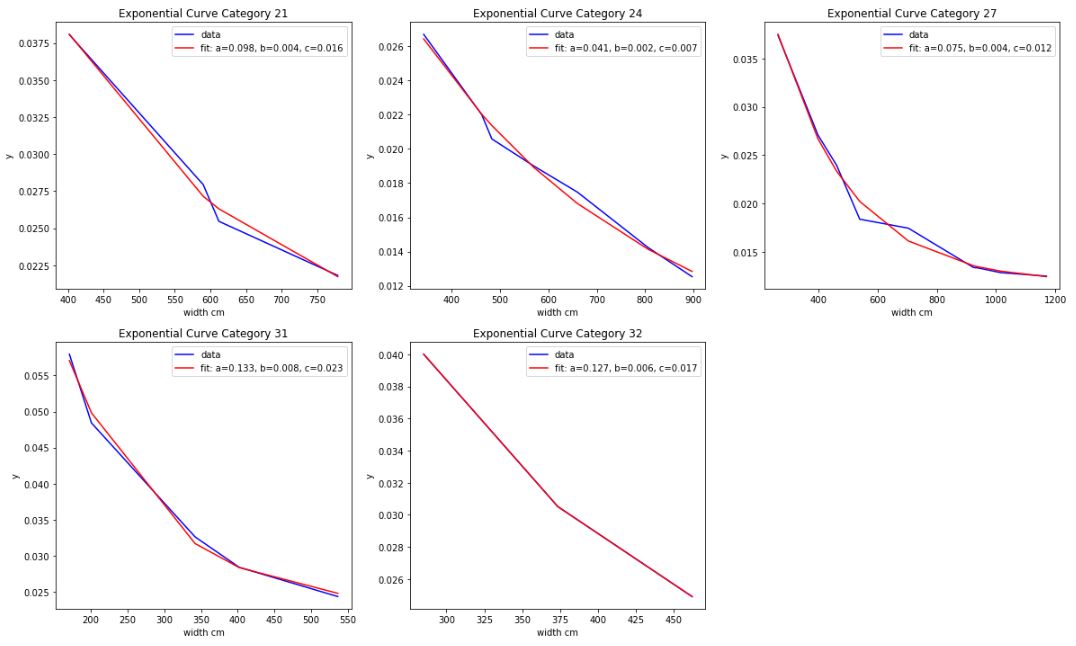 Exponential Curve Category 21
data
fit: a=0.098, b=0.004, c=0.016
0.0375
0.0350
0.0325
0.0300
0.0275
0.0250
0.0225
y
400 450 500 550 600 650 700 750
width cm
Exponential Curve Category 24
data
fit: a=0.041, b=0.002, c=0.007
0.026
0.024
0.022
0.020
0.018
0.016
0.014
0.012
y
400 500 600 700 800 900
width cm
Exponential Curve Category 27
data
fit: a=0.075, b=0.004, c=0.012
0.035
0.030
0.025
0.020
0.015
y
400 600 800 1000 1200
width cm
Exponential Curve Category 31
data
fit: a=0.133, b=0.008, c=0.023
0.055
0.050
0.045
0.040
0.035
0.030
0.025
y
200 250 300 350 400 450 500 550
width cm
Exponential Curve Category 32
data
fit: a=0.127, b=0.006, c=0.017
0.040
0.038
0.036
0.034
0.032
0.030
0.028
0.026
y
300 325 350 375 400 425 450
width cm